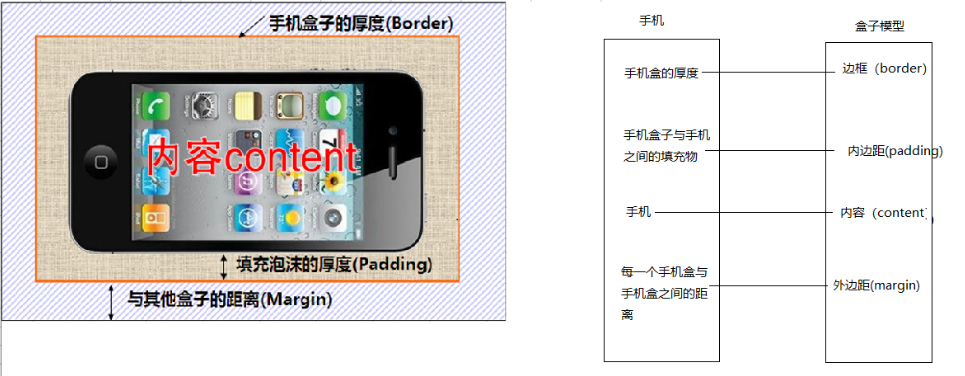 手机盒子的厚度(Border)
内容content
填充泡沫的厚度(Padding)
与其他盒子的距离(Margin)
手机
盒子模型
手机盒的厚度
边框（border)
手机盒子与手机
之间的填充物
内边距(padding)
手机
内容（content)
每一个手机盒与
手机盒之间的距
离
外边距(margin)